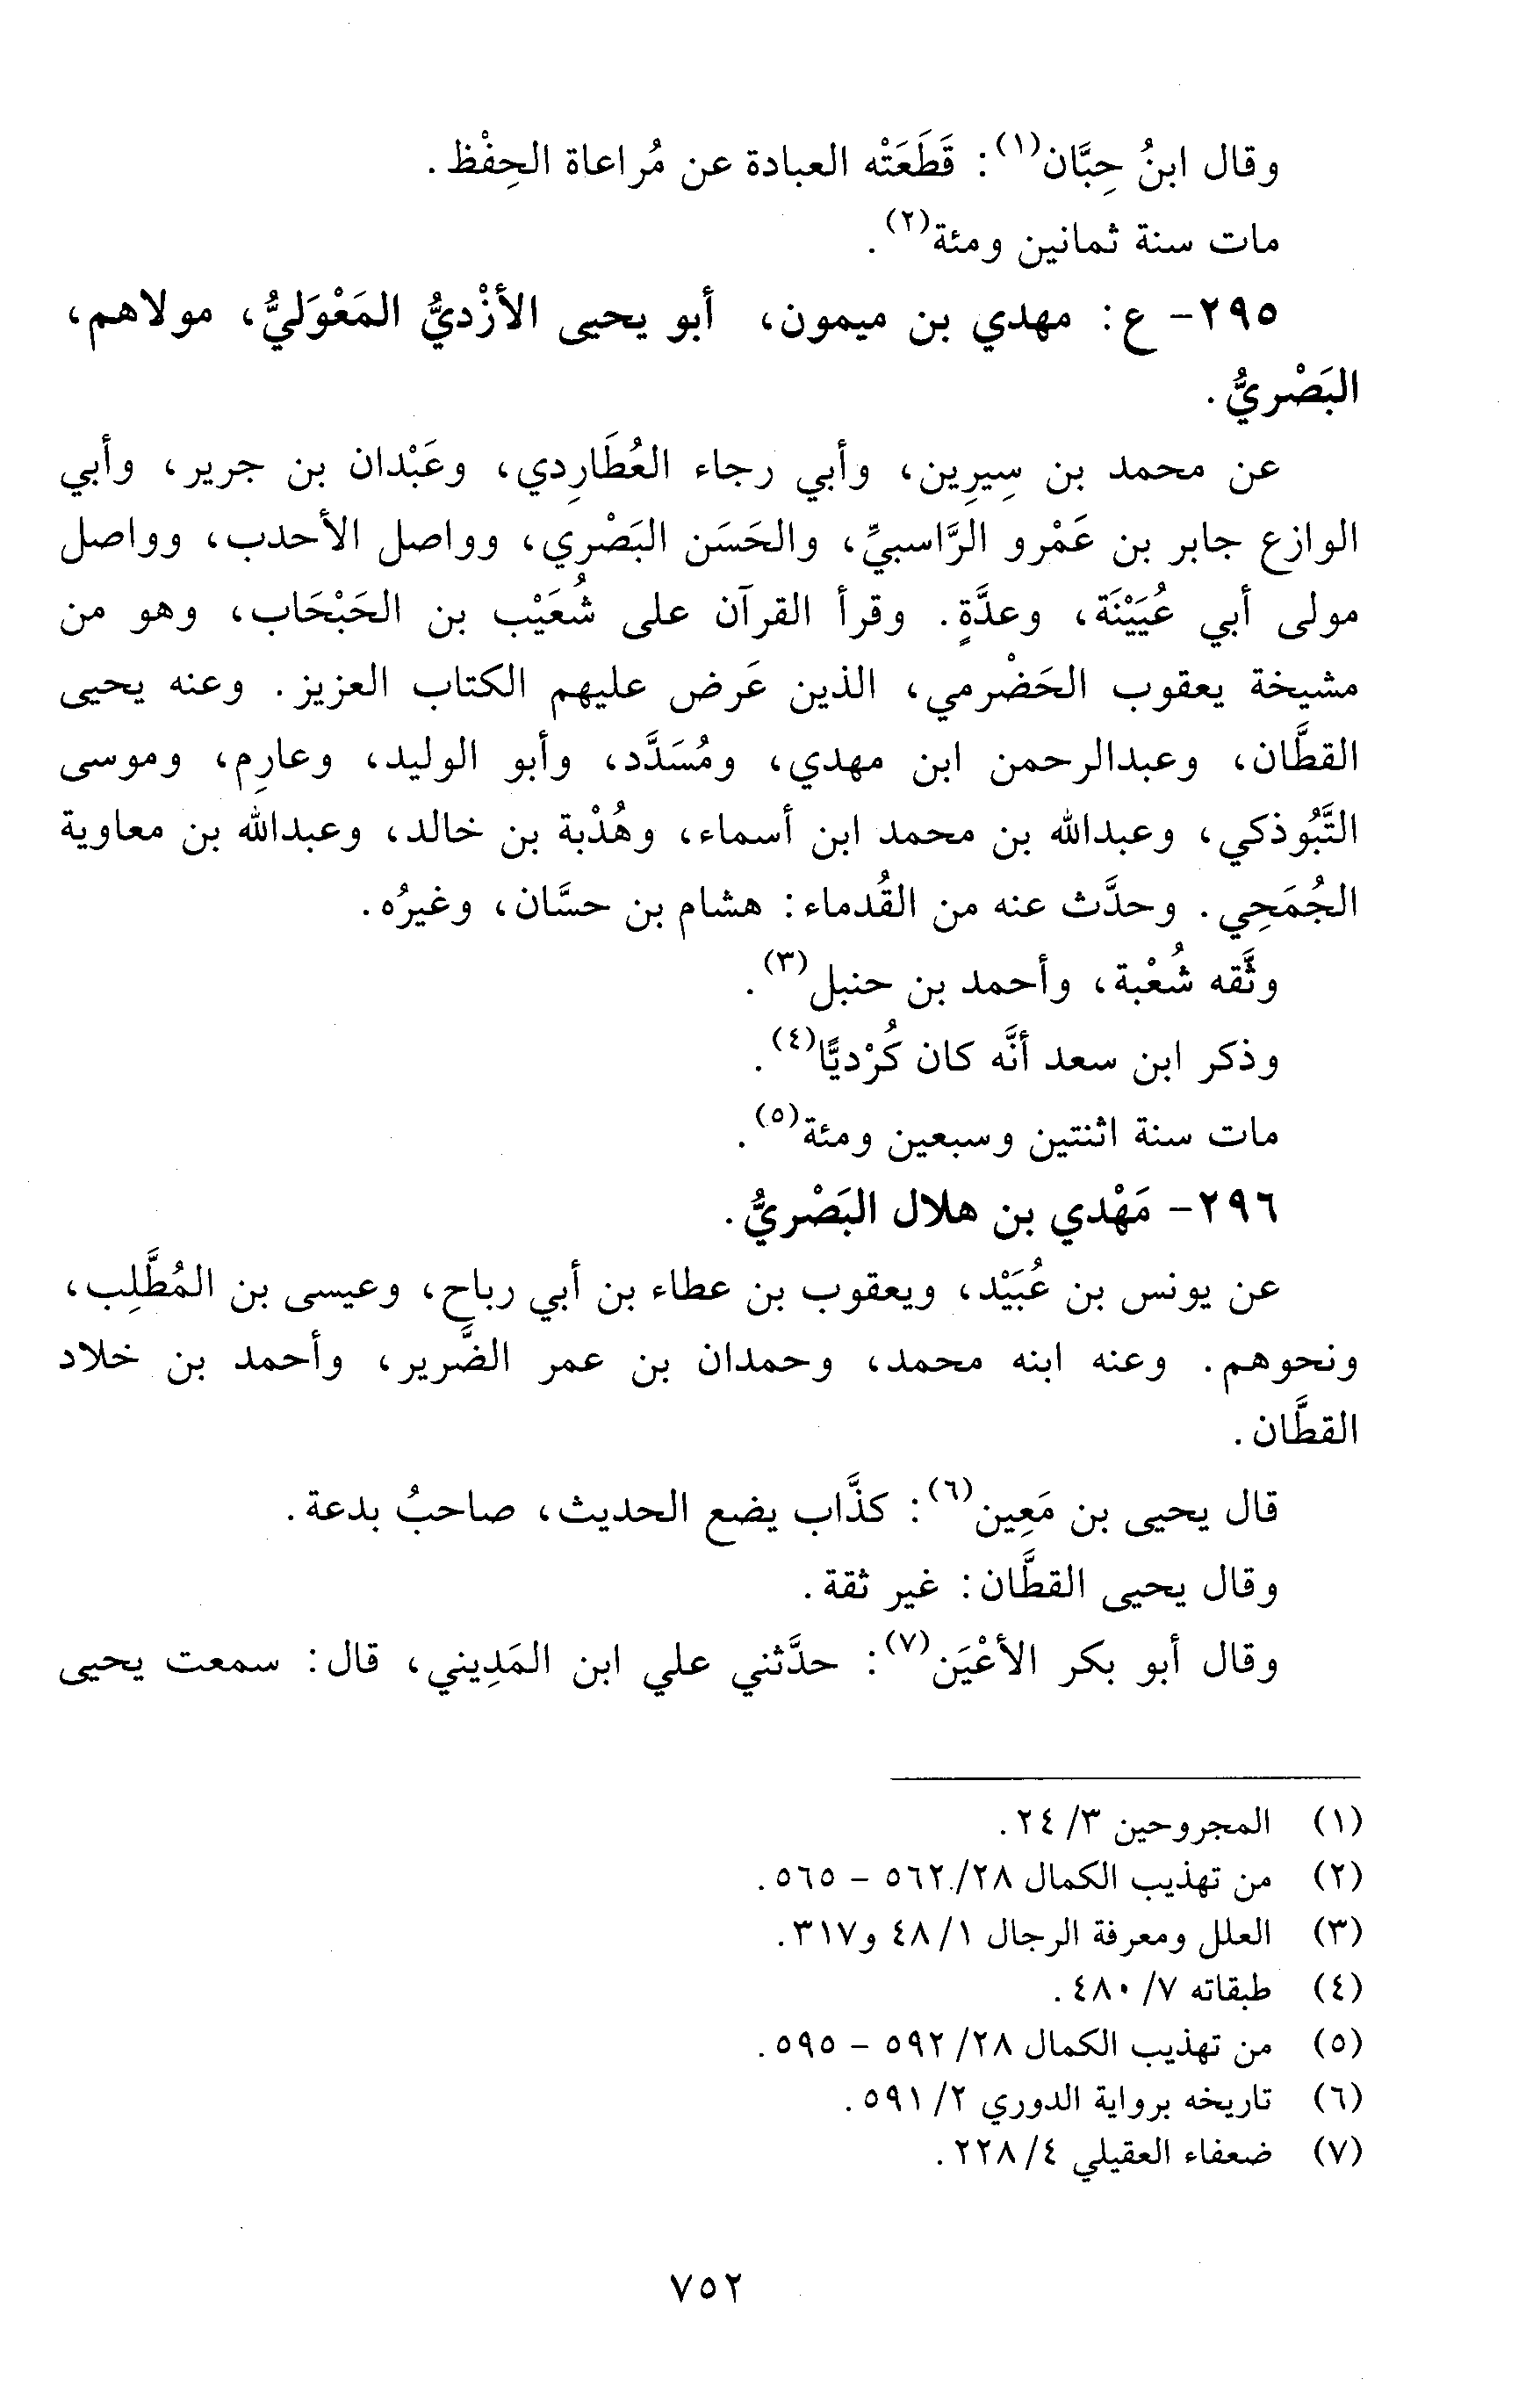 وقال ابنُ حِبَّان(١): قَطَعَتْه العبادة عن مُراعاة الحِفْظ.
مات سنة ثمانين ومئة(٢).
٢٩٥- ع: مهدي بن ميمون، أبو يحيى الأزْديُّ المَعْوَليُّ، مولاهم،
البَصْريُّ.
عن محمد بن سِيرِين، وأبي رجاء العُطَارِدي، وعَبْدان بن جرير، وأبي
الوازع جابر بن عَمْرو الرَّاسبيِّ، والحَسَن البَصْري، وواصل الأحدب، وواصل
مولى أبي عُيَيْنَة، وعدَّةٍ. وقرأ القرآن على شُعَيْب بن الحَبْحَاب، وهو من
مشيخة يعقوب الحَضْرمي، الذين عَرض عليهم الكتاب العزيز. وعنه يحيى
القطَّان، وعبدالرحمن ابن مهدي، ومُسَدَّد، وأبو الوليد، وعارِم، وموسى
التَّبُوذكي، وعبدالله بن محمد ابن أسماء، وهُدْبة بن خالد، وعبدالله بن معاوية
الجُمَحِي. وحدَّث عنه من القُدماء: هشام بن حسَّان، وغيرُه.
وثَّقه شُعْبة، وأحمد بن حنبل(٣).
وذكر ابن سعد أنَّه كان كُرْديًّا(٤).
مات سنة اثنتين وسبعين ومئة(٥).
٢٩٦- مَهْدي بن هلال البَصْريُّ.
عن يونس بن عُبَيْد، ويعقوب بن عطاء بن أبي رباح، وعيسى بن المُطَّلِب،
ونحوهم. وعنه ابنه محمد، وحمدان بن عمر الضَّرير، وأحمد بن خلاد
القطَّان.
قال يحيى بن مَعِين(٦): كذَّاب يضع الحديث، صاحبُ بدعة.
وقال يحيى القطَّان: غير ثقة.
وقال أبو بكر الأعْيَن(٧): حدَّثني علي ابن المَدِيني، قال: سمعت يحيى
(١) المجروحين ٣/ ٢٤.
(٢) من تهذيب الكمال ٢٨/ ٥٦٢ - ٥٦٥.
(٣) العلل ومعرفة الرجال ١/ ٤٨ و٣١٧.
(٤) طبقاته ٧/ ٤٨٠.
(٥) من تهذيب الكمال ٢٨/ ٥٩٢ - ٥٩٥.
(٦) تاريخه برواية الدوري ٢/ ٥٩١.
(٧) ضعفاء العقيلي ٤/ ٢٢٨.
٧٥٢